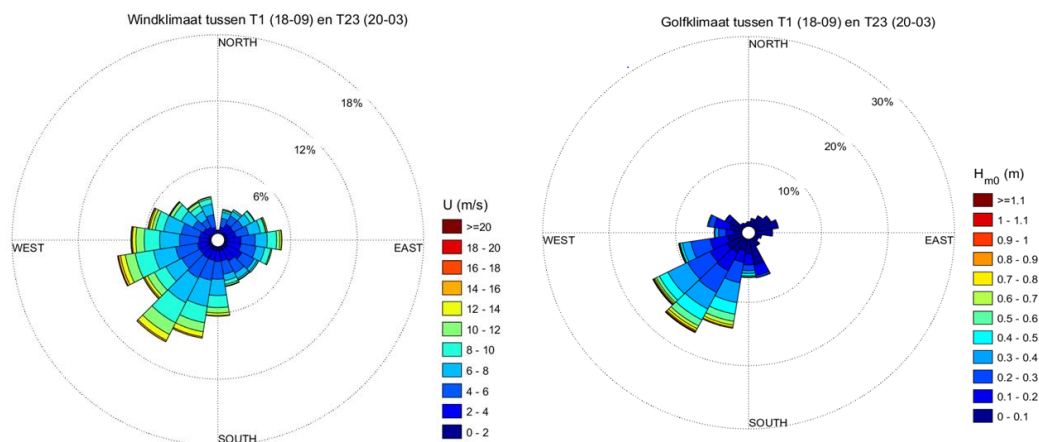 Windklimaat tussen T1 (18-09) en T23 (20-03)
NORTH
18%
12%
6%
WEST
EAST
SOUTH
U (m/s)
>=20
18 - 20
16 - 18
14 - 16
12 - 14
10 - 12
8 - 10
6 - 8
4 - 6
2 - 4
0 - 2
Golfklimaat tussen T1 (18-09) en T23 (20-03)
NORTH
30%
20%
10%
WEST
EAST
SOUTH
Hm0 (m)
>=1.1
1 - 1.1
0.9 - 1
0.8 - 0.9
0.7 - 0.8
0.6 - 0.7
0.5 - 0.6
0.4 - 0.5
0.3 - 0.4
0.2 - 0.3
0.1 - 0.2
0 - 0.1